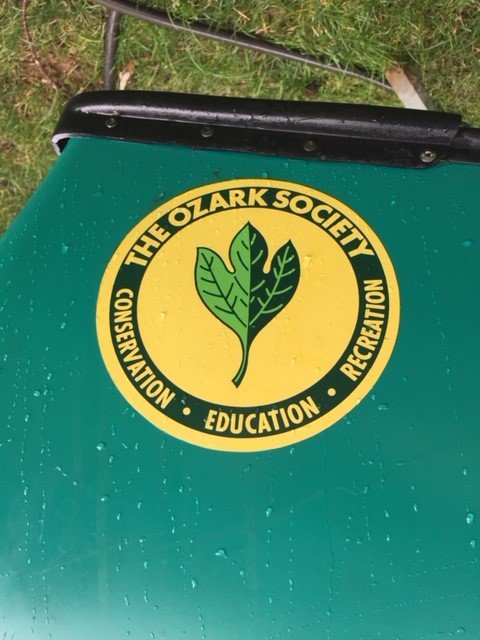 THE OZARK SOCIETY
CONSERVATION • EDUCATION • RECREATION